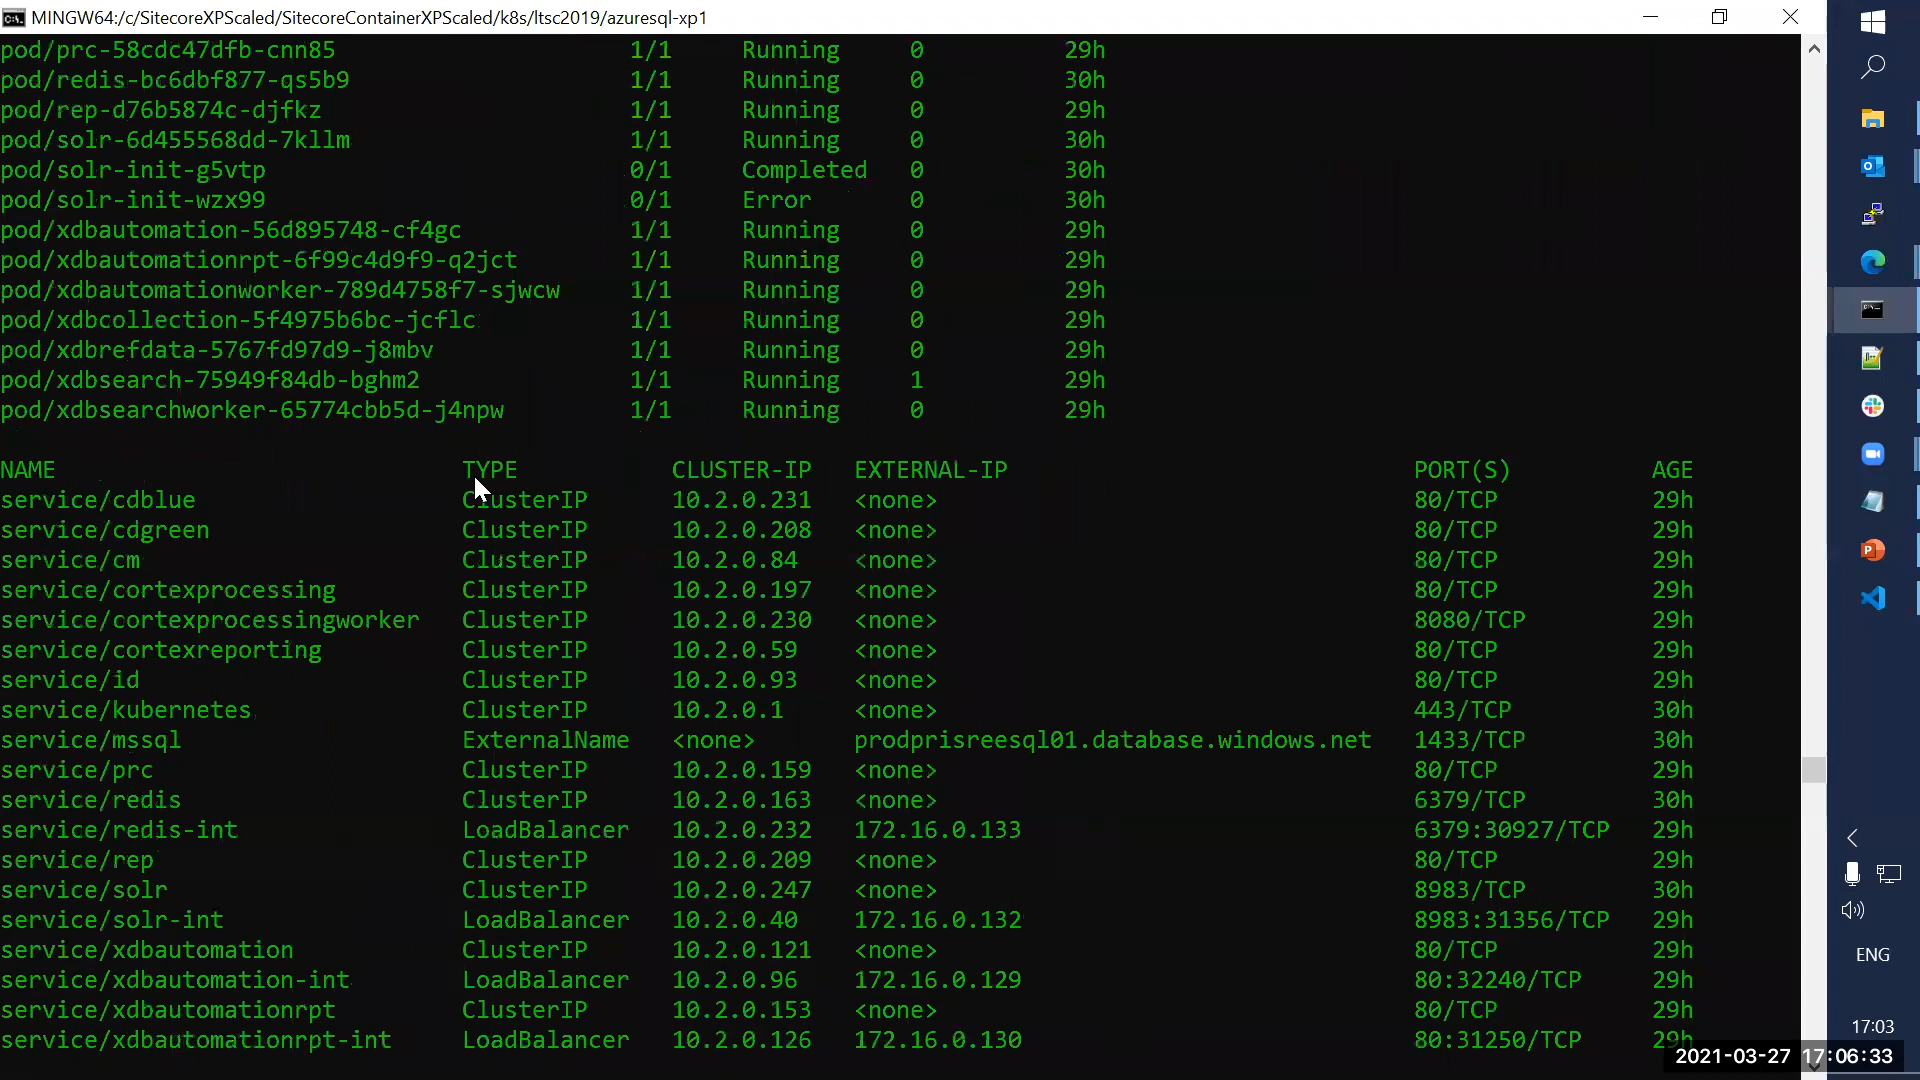 MINGW64:/c/SitecoreXPScaled/SitecoreContainerXPScaled/k8s/ltsc2019/azuresql-xp1
pod/prc-58cdc47dfb-cnn85 1/1 Running 0 29h
pod/redis-bc6dbf877-qs5b9 1/1 Running 0 30h
pod/rep-d76b5874c-djfkz 1/1 Running 0 29h
pod/solr-6d455568dd-7kllm 1/1 Running 0 30h
pod/solr-init-g5vtp 0/1 Completed 0 30h
pod/solr-init-wzx99 0/1 Error 0 30h
pod/xdbautomation-56d895748-cf4gc 1/1 Running 0 29h
pod/xdbautomationrpt-6f99c4d9f9-q2jct 1/1 Running 0 29h
pod/xdbautomationworker-789d4758f7-sjwcw 1/1 Running 0 29h
pod/xdbcollection-5f4975b6bc-jcflc 1/1 Running 0 29h
pod/xdbrefdata-5767fd97d9-j8mbv 1/1 Running 0 29h
pod/xdbsearch-75949f84db-bghm2 1/1 Running 1 29h
pod/xdbsearchworker-65774cbb5d-j4npw 1/1 Running 0 29h
NAME TYPE CLUSTER-IP EXTERNAL-IP PORT(S) AGE
service/cdblue ClusterIP 10.2.0.231 <none> 80/TCP 29h
service/cdgreen ClusterIP 10.2.0.208 <none> 80/TCP 29h
service/cm ClusterIP 10.2.0.84 <none> 80/TCP 29h
service/cortexprocessing ClusterIP 10.2.0.197 <none> 80/TCP 29h
service/cortexprocessingworker ClusterIP 10.2.0.230 <none> 8080/TCP 29h
service/cortexreporting ClusterIP 10.2.0.59 <none> 80/TCP 29h
service/id ClusterIP 10.2.0.93 <none> 80/TCP 29h
service/kubernetes ClusterIP 10.2.0.1 <none> 443/TCP 30h
service/mssql ExternalName <none> prodprisreesql01.database.windows.net 1433/TCP 30h
service/prc ClusterIP 10.2.0.159 <none> 80/TCP 29h
service/redis ClusterIP 10.2.0.163 <none> 6379/TCP 30h
service/redis-int LoadBalancer 10.2.0.232 172.16.0.133 6379:30927/TCP 29h
service/rep ClusterIP 10.2.0.209 <none> 80/TCP 29h
service/solr ClusterIP 10.2.0.247 <none> 8983/TCP 30h
service/solr-int LoadBalancer 10.2.0.40 172.16.0.132 8983:31356/TCP 29h
service/xdbautomation ClusterIP 10.2.0.121 <none> 80/TCP 29h
service/xdbautomation-int LoadBalancer 10.2.0.96 172.16.0.129 80:32240/TCP 29h
service/xdbautomationrpt ClusterIP 10.2.0.153 <none> 80/TCP 29h
service/xdbautomationrpt-int LoadBalancer 10.2.0.126 172.16.0.130 80:31250/TCP 29h
ENG
17:03
2021-03-27 17:06:33